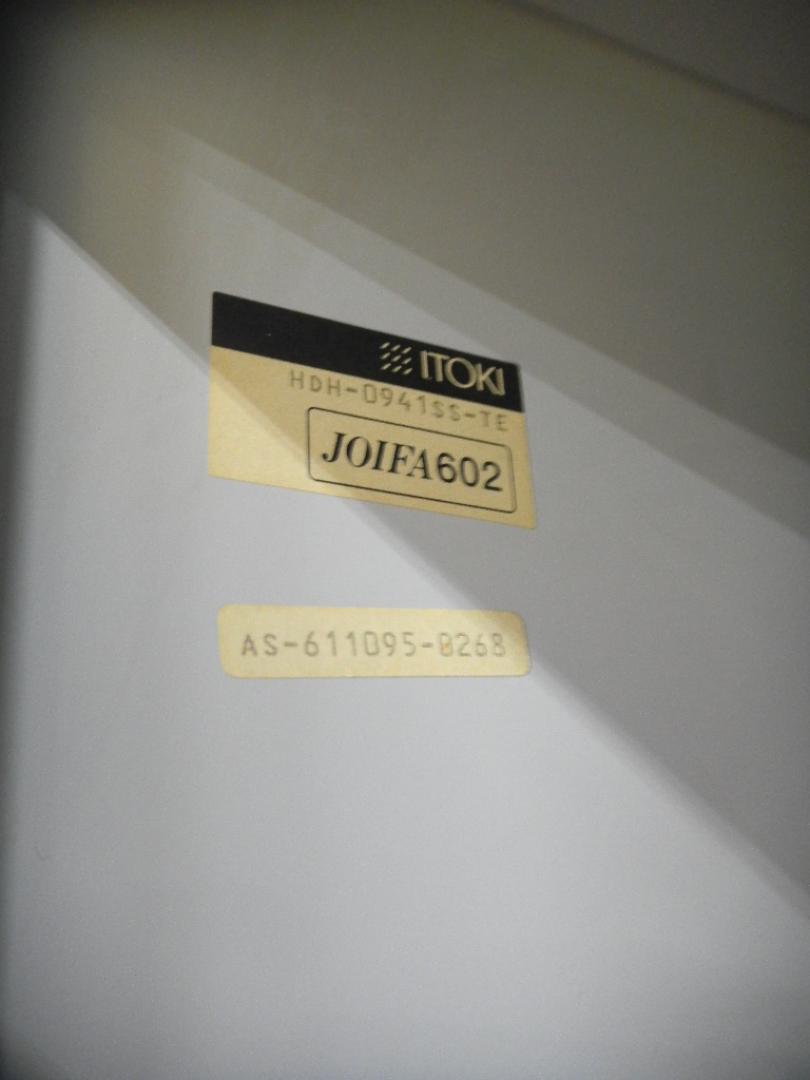 ITOKI
HDH-0941SS-TE
JOIFA602
AS-611095-0268